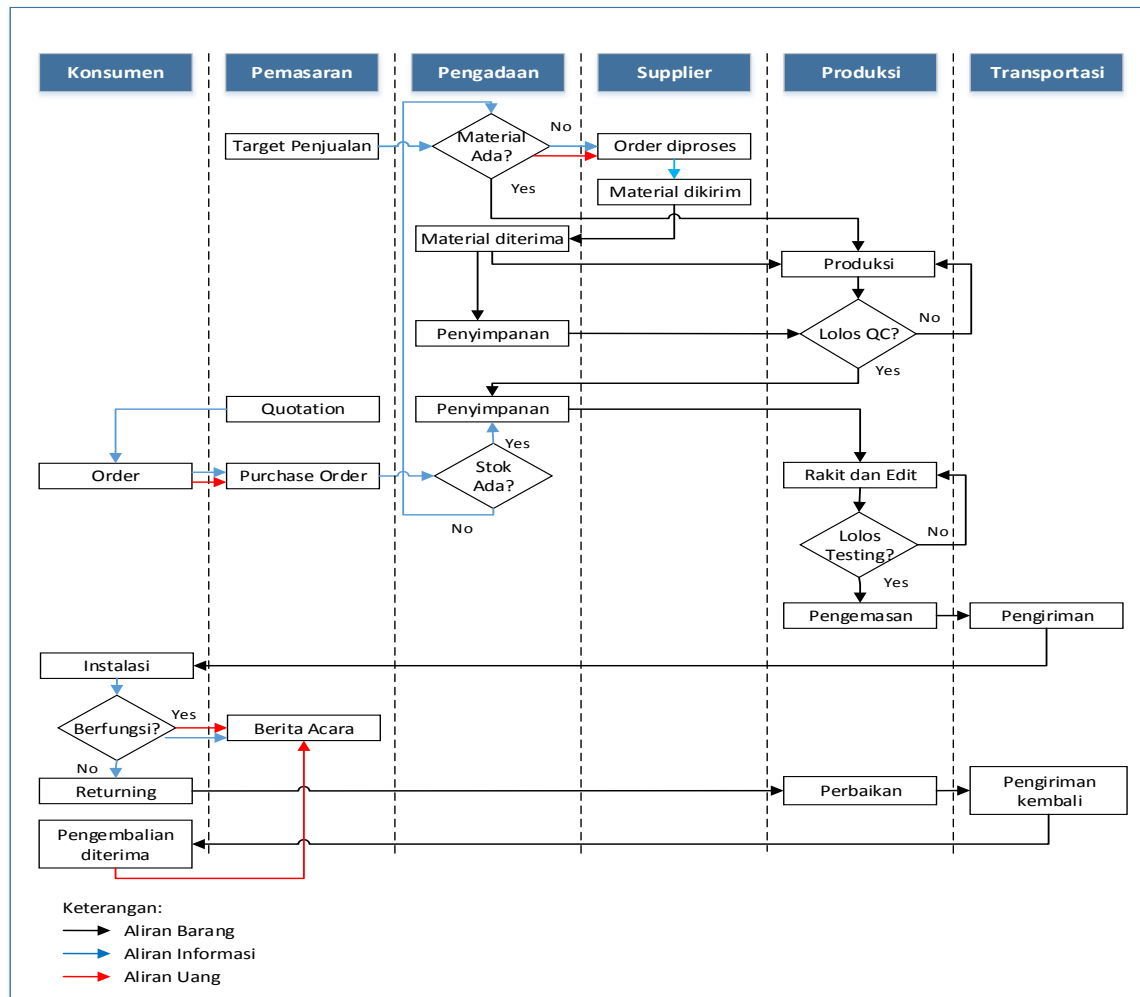 Konsumen
Pemasaran
Pengadaan
Supplier
Produksi
Transportasi
Target Penjualan
Material
Ada?
No
Order diproses
Yes
Material dikirim
Material diterima
Produksi
Penyimpanan
Lolos QC?
No
Yes
Quotation
Penyimpanan
Yes
Order
Purchase Order
Stok
Ada?
No
Rakit dan Edit
Lolos
Testing?
No
Yes
Pengemasan
Pengiriman
Instalasi
Berfungsi?
Yes
Berita Acara
No
Returning
Perbaikan
Pengiriman
kembali
Pengembalian
diterima
Keterangan:
Aliran Barang
Aliran Informasi
Aliran Uang